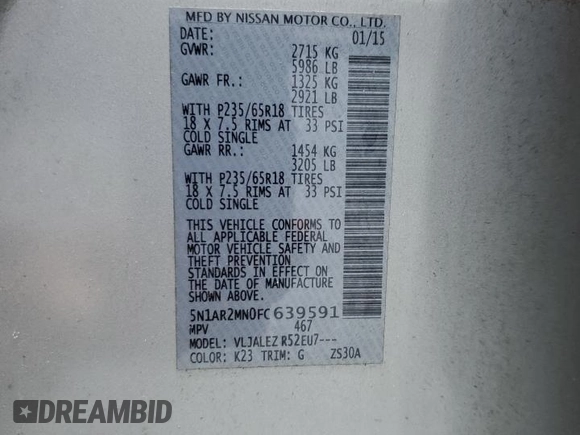 MFD BY NISSAN MOTOR CO., LTD.
DATE: 01/15
GVWR: 2715 KG
5986 LB
GAWR FR.: 1325 KG
2921 LB
WITH P235/65R18 TIRES
18 X 7.5 RIMS AT 33 PSI
COLD SINGLE
GAWR RR.: 1454 KG
3205 LB
WITH P235/65R18 TIRES
18 X 7.5 RIMS AT 33 PSI
COLD SINGLE
THIS VEHICLE CONFORMS TO
ALL APPLICABLE FEDERAL
MOTOR VEHICLE SAFETY AND
THEFT PREVENTION
STANDARDS IN EFFECT ON
THE DATE OF MANUFACTURE
SHOWN ABOVE.
5N1AR2MN0FC639591
MPV 467
MODEL: VLJALEZ R52EU7---
COLOR: K23 TRIM: G ZS30A
DREAMBID